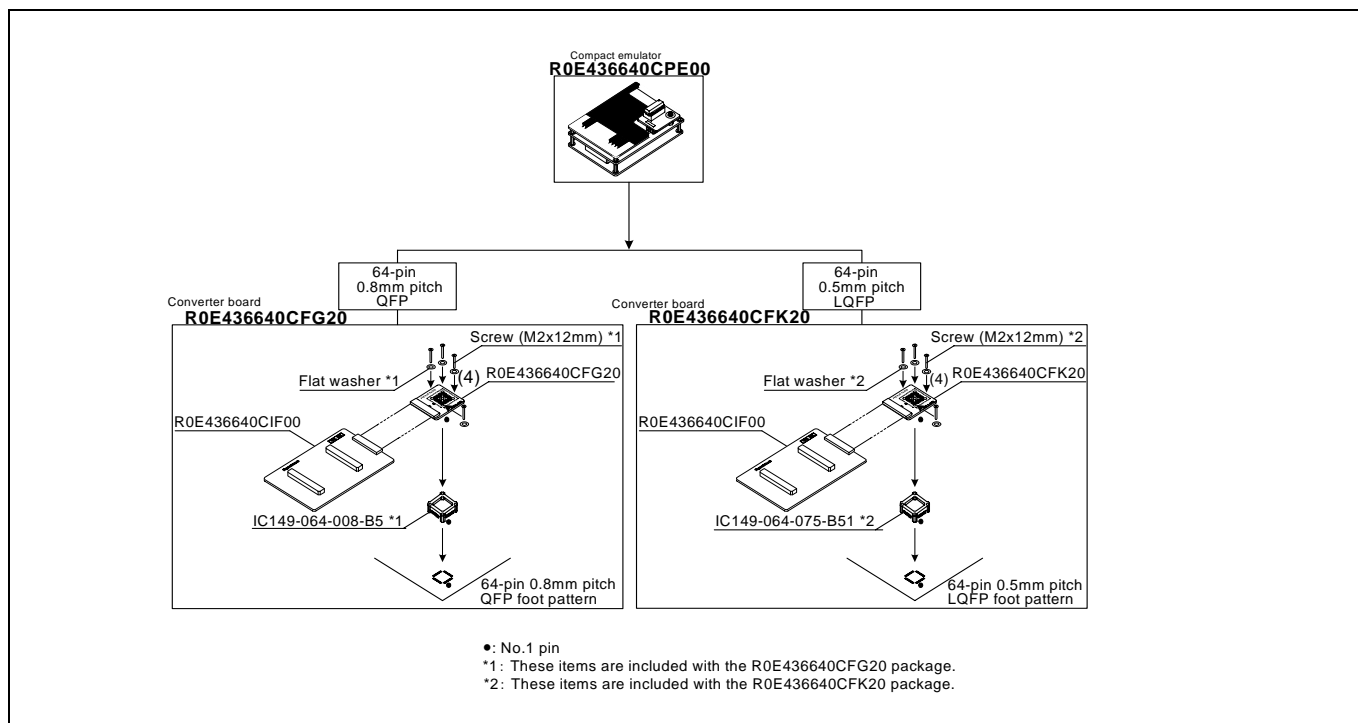 Compact emulator
R0E436640CPE00
64-pin
0.8mm pitch
QFP
64-pin
0.5mm pitch
LQFP
Converter board
R0E436640CFG20
Screw (M2x12mm) *1
Flat washer *1
(4)
R0E436640CFG20
R0E436640CIF00
IC149-064-008-B5 *1
64-pin 0.8mm pitch
QFP foot pattern
Converter board
R0E436640CFK20
Screw (M2x12mm) *2
Flat washer *2
(4)
R0E436640CFK20
R0E436640CIF00
IC149-064-075-B51 *2
64-pin 0.5mm pitch
LQFP foot pattern
●: No.1 pin
*1: These items are included with the R0E436640CFG20 package.
*2: These items are included with the R0E436640CFK20 package.